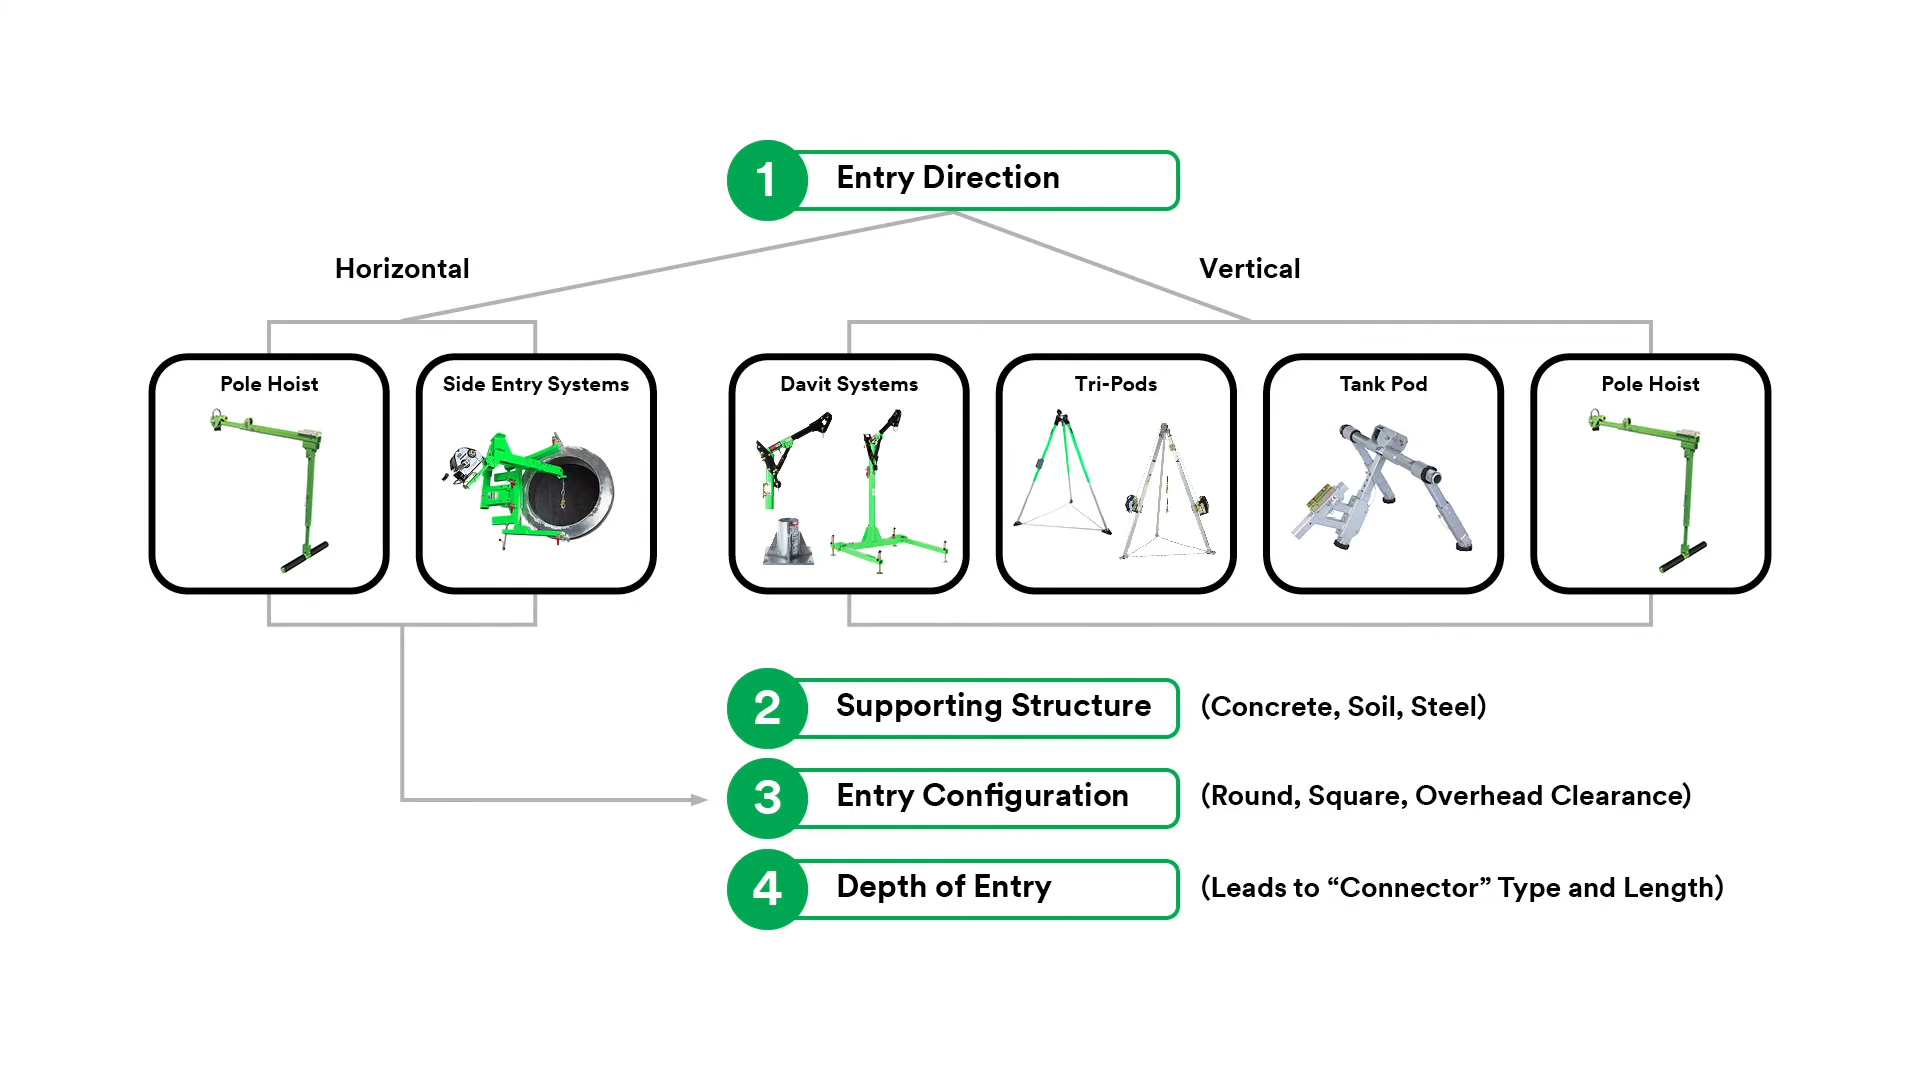 1 Entry Direction
Horizontal
Vertical
Pole Hoist
Side Entry Systems
Davit Systems
Tri-Pods
Tank Pod
Pole Hoist
2 Supporting Structure (Concrete, Soil, Steel)
3 Entry Configuration (Round, Square, Overhead Clearance)
4 Depth of Entry (Leads to “Connector” Type and Length)